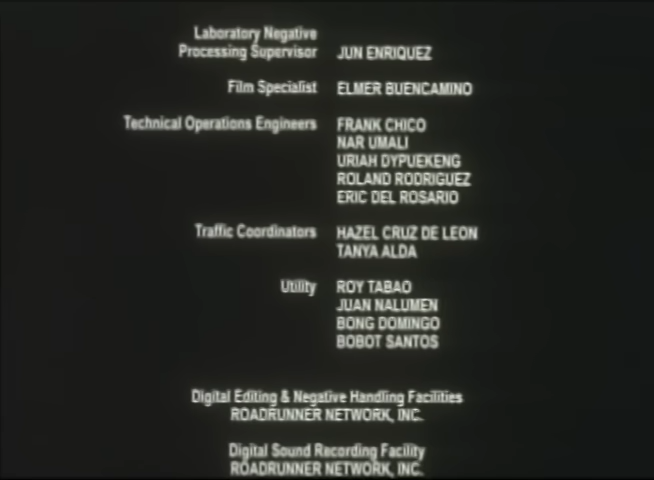 Laboratory Negative
Processing Supervisor JUN ENRIQUEZ
Film Specialist ELMER BUENCAMINO
Technical Operations Engineers FRANK CHICO
NAR UMALI
URIAH DYPUEKENG
ROLAND RODRIGUEZ
ERIC DEL ROSARIO
Traffic Coordinators HAZEL CRUZ DE LEON
TANYA ALDA
Utility ROY TABAO
JUAN NALUMEN
BONG DOMINGO
BOBOT SANTOS
Digital Editing & Negative Handling Facilities
ROADRUNNER NETWORK, INC.
Digital Sound Recording Facility
ROADRUNNER NETWORK, INC.